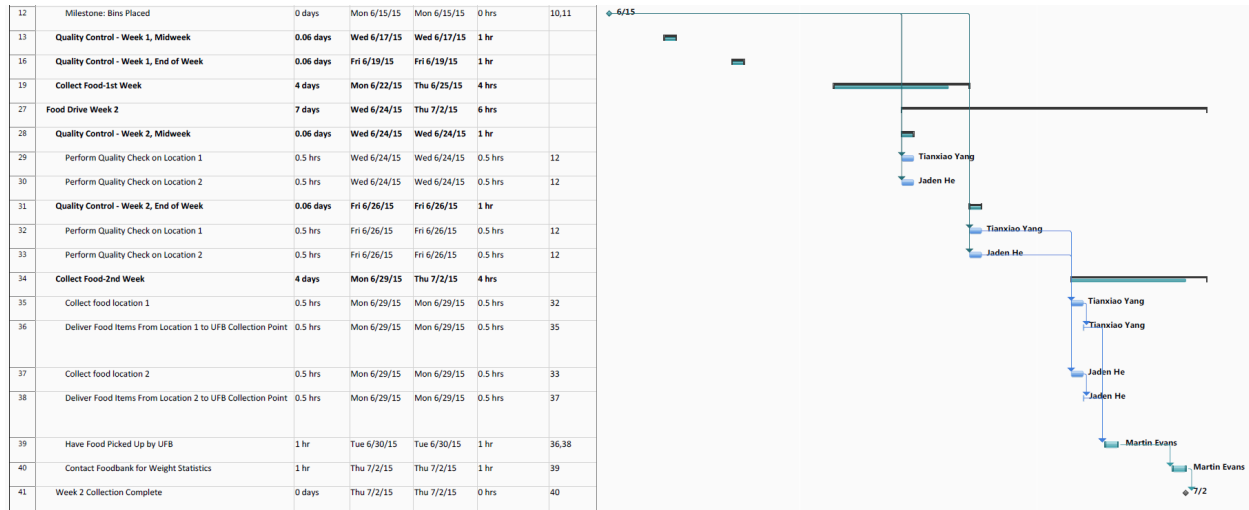 12 Milestone: Bins Placed 0 days Mon 6/15/15 Mon 6/15/15 0 hrs 10,11 6/15
13 Quality Control - Week 1, Midweek 0.06 days Wed 6/17/15 Wed 6/17/15 1 hr
16 Quality Control - Week 1, End of Week 0.06 days Fri 6/19/15 Fri 6/19/15 1 hr
19 Collect Food-1st Week 4 days Mon 6/22/15 Thu 6/25/15 4 hrs
27 Food Drive Week 2 7 days Wed 6/24/15 Thu 7/2/15 6 hrs
28 Quality Control - Week 2, Midweek 0.06 days Wed 6/24/15 Wed 6/24/15 1 hr
29 Perform Quality Check on Location 1 0.5 hrs Wed 6/24/15 Wed 6/24/15 0.5 hrs 12 Tianxiao Yang
30 Perform Quality Check on Location 2 0.5 hrs Wed 6/24/15 Wed 6/24/15 0.5 hrs 12 Jaden He
31 Quality Control - Week 2, End of Week 0.06 days Fri 6/26/15 Fri 6/26/15 1 hr
32 Perform Quality Check on Location 1 0.5 hrs Fri 6/26/15 Fri 6/26/15 0.5 hrs 12 Tianxiao Yang
33 Perform Quality Check on Location 2 0.5 hrs Fri 6/26/15 Fri 6/26/15 0.5 hrs 12 Jaden He
34 Collect Food-2nd Week 4 days Mon 6/29/15 Thu 7/2/15 4 hrs
35 Collect food location 1 0.5 hrs Mon 6/29/15 Mon 6/29/15 0.5 hrs 32 Tianxiao Yang
36 Deliver Food Items From Location 1 to UFB Collection Point 0.5 hrs Mon 6/29/15 Mon 6/29/15 0.5 hrs 35 Tianxiao Yang
37 Collect food location 2 0.5 hrs Mon 6/29/15 Mon 6/29/15 0.5 hrs 33 Jaden He
38 Deliver Food Items From Location 2 to UFB Collection Point 0.5 hrs Mon 6/29/15 Mon 6/29/15 0.5 hrs 37 Jaden He
39 Have Food Picked Up by UFB 1 hr Tue 6/30/15 Tue 6/30/15 1 hr 36,38 Martin Evans
40 Contact Foodbank for Weight Statistics 1 hr Thu 7/2/15 Thu 7/2/15 1 hr 39 Martin Evans
41 Week 2 Collection Complete 0 days Thu 7/2/15 Thu 7/2/15 0 hrs 40 7/2